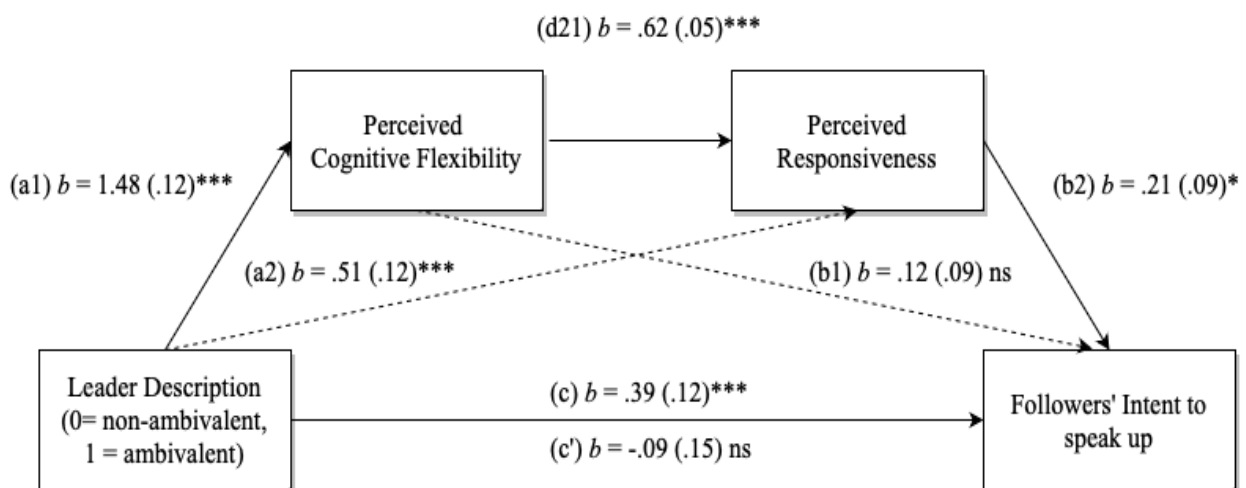 (d21) b = .62 (.05)***
Perceived
Cognitive Flexibility
Perceived
Responsiveness
(a1) b = 1.48 (.12)***
(b2) b = .21 (.09)*
(a2) b = .51 (.12)***
(b1) b = .12 (.09) ns
Leader Description
(0= non-ambivalent,
1 = ambivalent)
(c) b = .39 (.12)***
(c') b = -.09 (.15) ns
Followers' Intent to
speak up